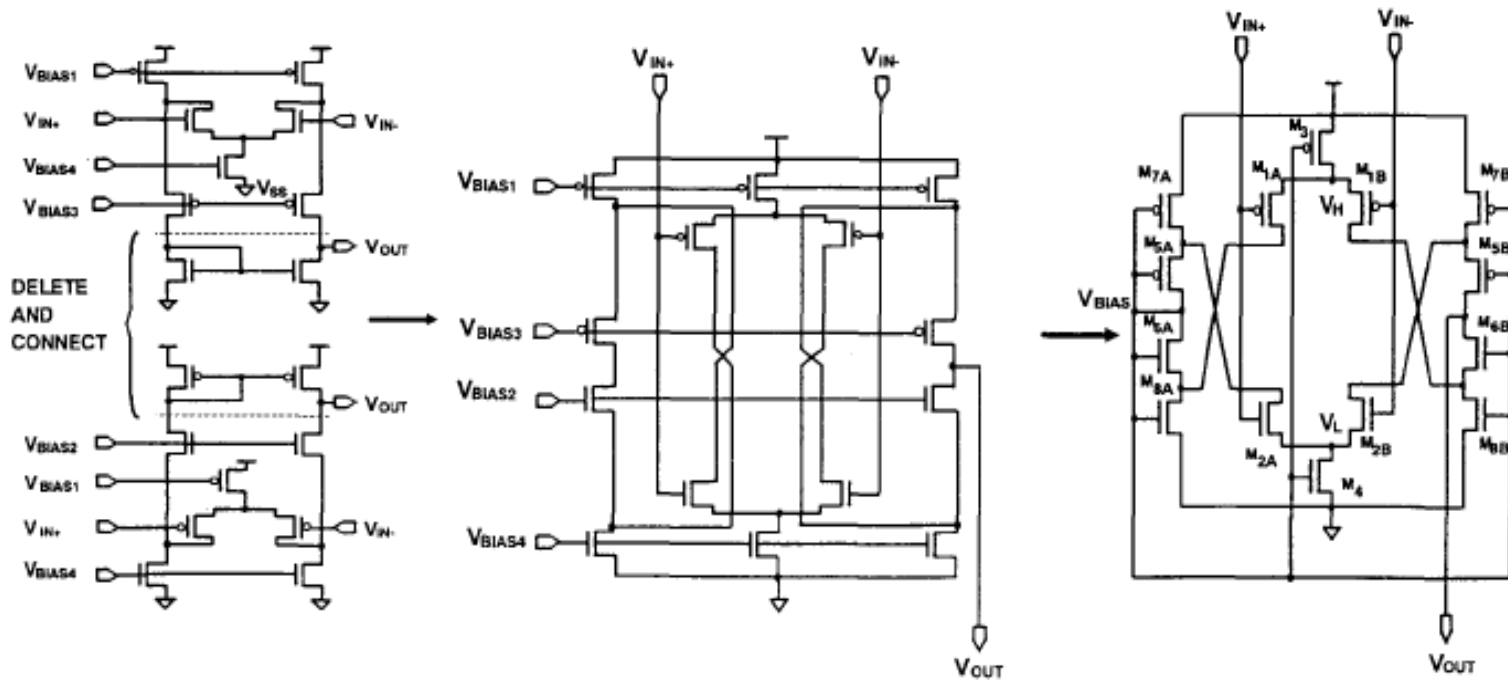 VBIAS1
VIN+
VIN-
VBIAS4
VSS
VBIAS3
VOUT
DELETE
AND
CONNECT
VOUT
VBIAS2
VBIAS1
VIN+
VIN-
VBIAS4
VIN+
VIN-
VBIAS1
VBIAS3
VBIAS2
VBIAS4
VOUT
VIN+
VIN-
M3
M7A
M1A
M1B
M7B
VH
M5A
M5B
VBIAS
M6A
M6B
M8A
VL
M2A
M2B
M8B
M4
VOUT